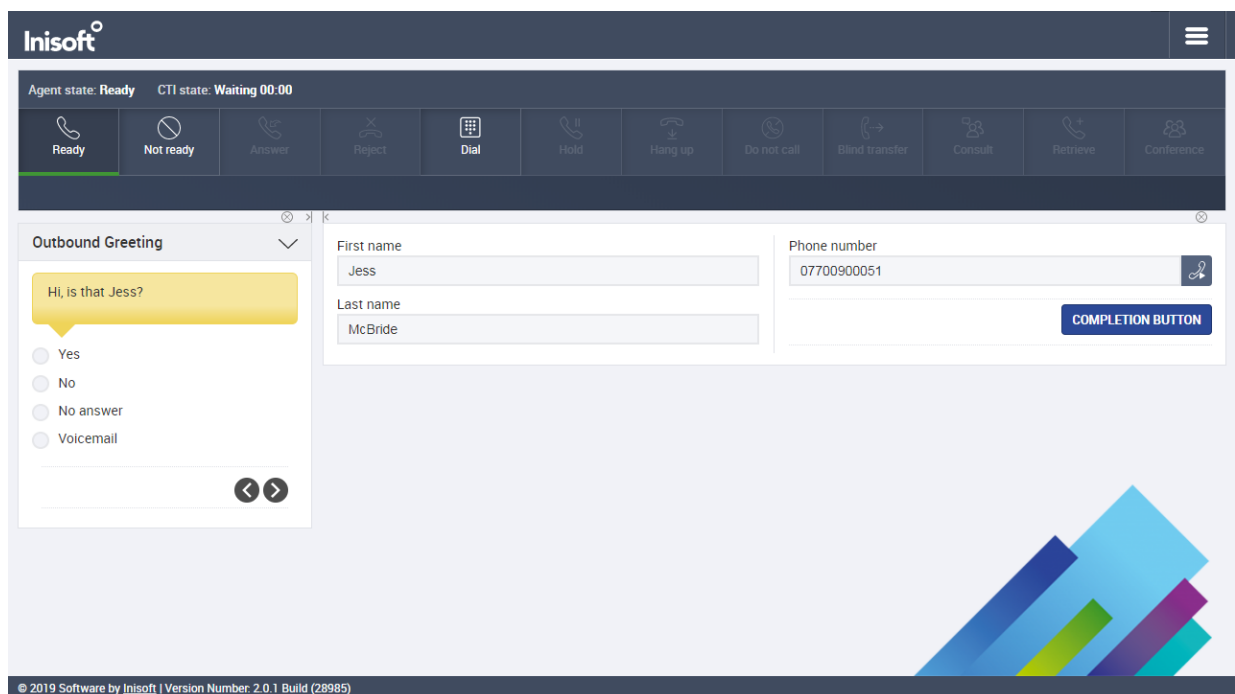 Inisoft
Agent state: Ready CTI state: Waiting 00:00
Ready Not ready Answer Reject Dial Hold Hang up Do not call Blind transfer Consult Retrieve Conference
Outbound Greeting
Hi, is that Jess?
Yes
No
No answer
Voicemail
First name
Jess
Last name
McBride
Phone number
07700900051
COMPLETION BUTTON
© 2019 Software by Inisoft | Version Number: 2.0.1 Build (28985)